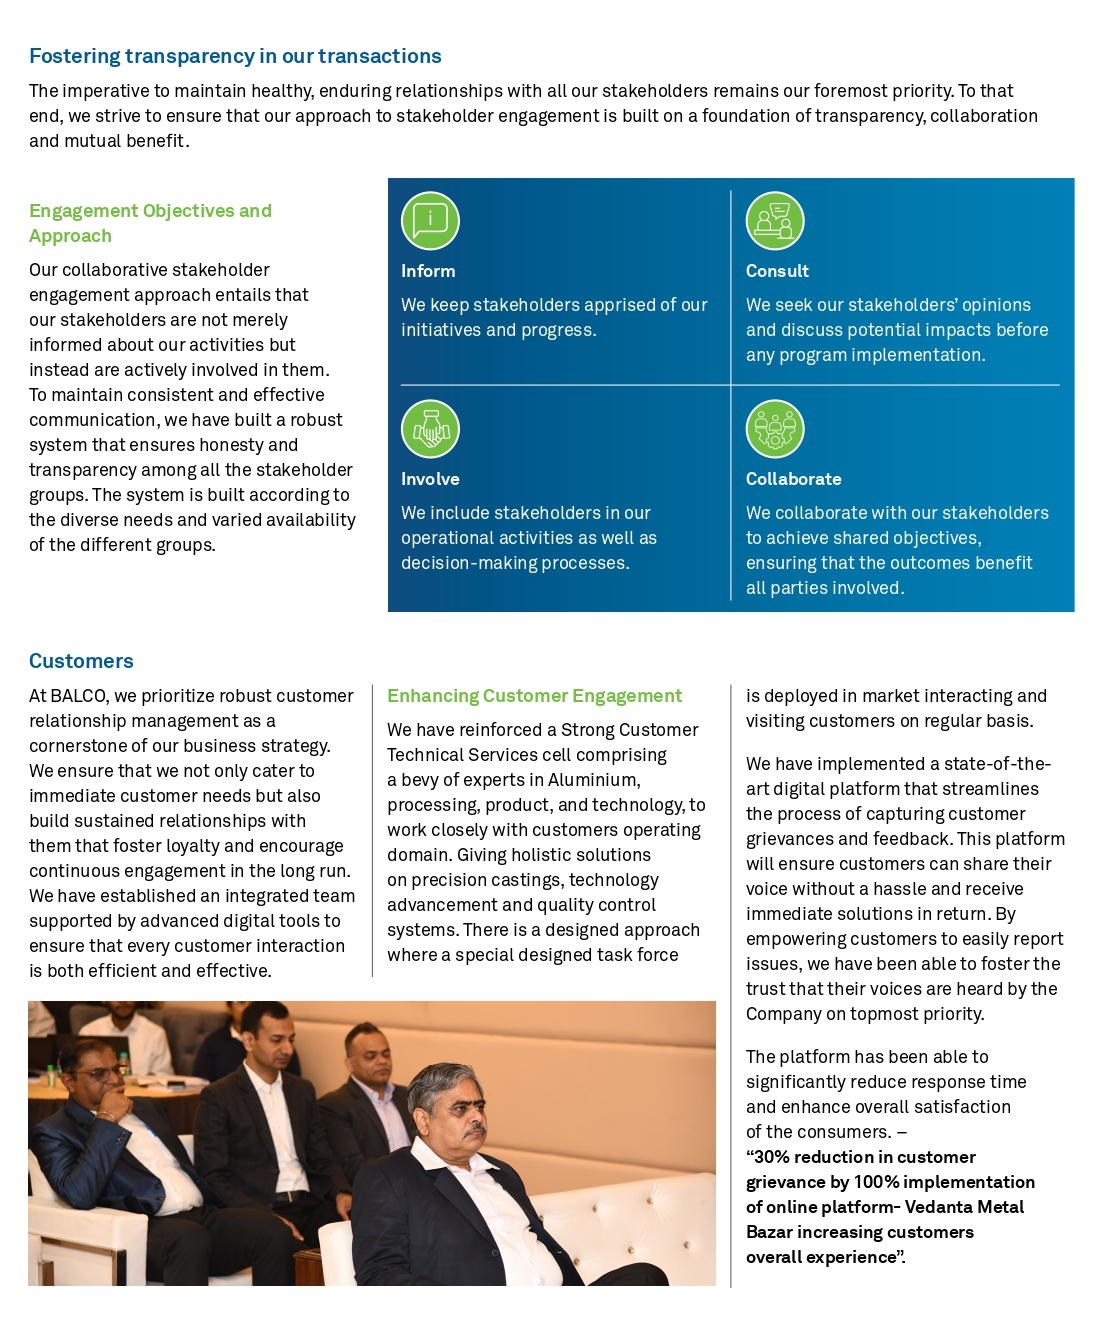 Fostering transparency in our transactions
The imperative to maintain healthy, enduring relationships with all our stakeholders remains our foremost priority. To that
end, we strive to ensure that our approach to stakeholder engagement is built on a foundation of transparency, collaboration
and mutual benefit.
Engagement Objectives and
Approach
Our collaborative stakeholder
engagement approach entails that
our stakeholders are not merely
informed about our activities but
instead are actively involved in them.
To maintain consistent and effective
communication, we have built a robust
system that ensures honesty and
transparency among all the stakeholder
groups. The system is built according to
the diverse needs and varied availability
of the different groups.
Inform
We keep stakeholders apprised of our
initiatives and progress.
Consult
We seek our stakeholders’ opinions
and discuss potential impacts before
any program implementation.
Involve
We include stakeholders in our
operational activities as well as
decision-making processes.
Collaborate
We collaborate with our stakeholders
to achieve shared objectives,
ensuring that the outcomes benefit
all parties involved.
Customers
At BALCO, we prioritize robust customer
relationship management as a
cornerstone of our business strategy.
We ensure that we not only cater to
immediate customer needs but also
build sustained relationships with
them that foster loyalty and encourage
continuous engagement in the long run.
We have established an integrated team
supported by advanced digital tools to
ensure that every customer interaction
is both efficient and effective.
Enhancing Customer Engagement
We have reinforced a Strong Customer
Technical Services cell comprising
a bevy of experts in Aluminium,
processing, product, and technology, to
work closely with customers operating
domain. Giving holistic solutions
on precision castings, technology
advancement and quality control
systems. There is a designed approach
where a special designed task force
is deployed in market interacting and
visiting customers on regular basis.
We have implemented a state-of-the-
art digital platform that streamlines
the process of capturing customer
grievances and feedback. This platform
will ensure customers can share their
voice without a hassle and receive
immediate solutions in return. By
empowering customers to easily report
issues, we have been able to foster the
trust that their voices are heard by the
Company on topmost priority.
The platform has been able to
significantly reduce response time
and enhance overall satisfaction
of the consumers. –
“30% reduction in customer
grievance by 100% implementation
of online platform- Vedanta Metal
Bazar increasing customers
overall experience”.